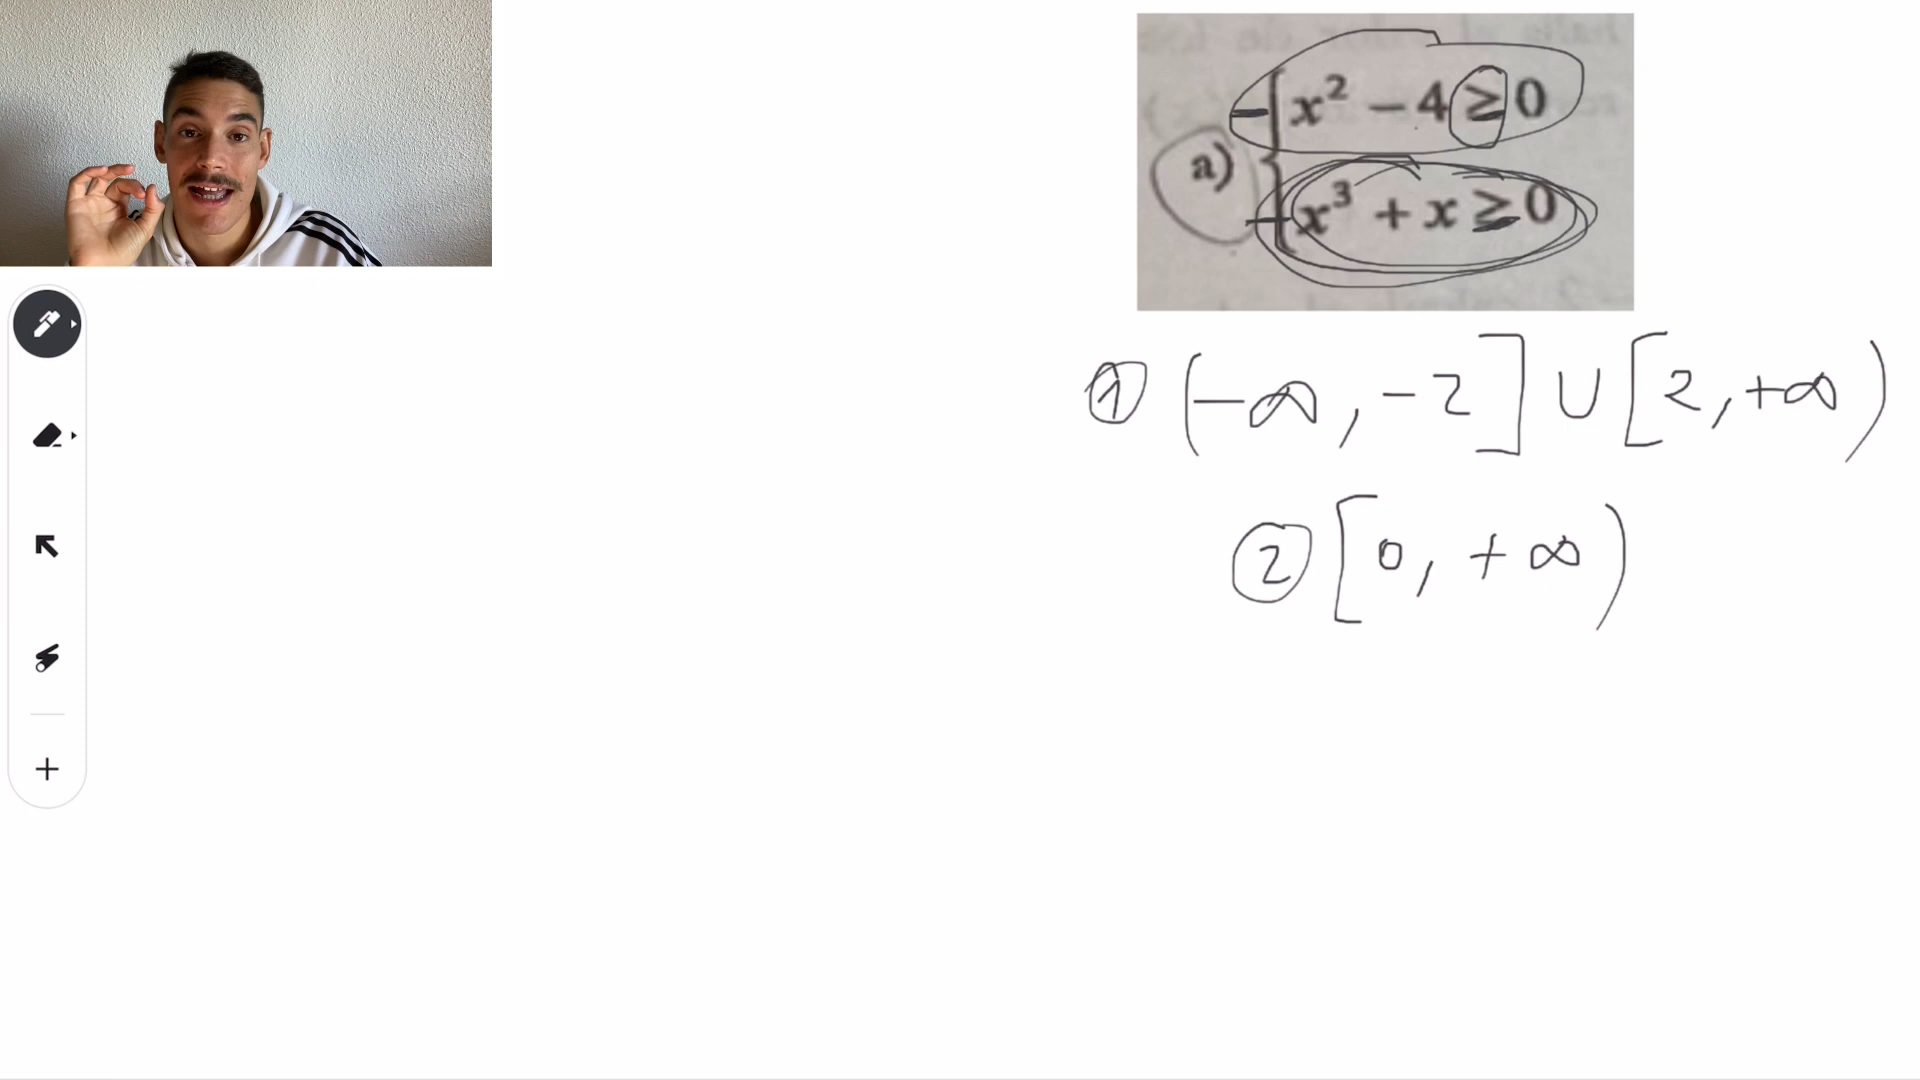 x² − 4 ≥ 0
a)
x³ + x ≥ 0
① (−∞, −2] ∪ [2, +∞)
② [0, +∞)